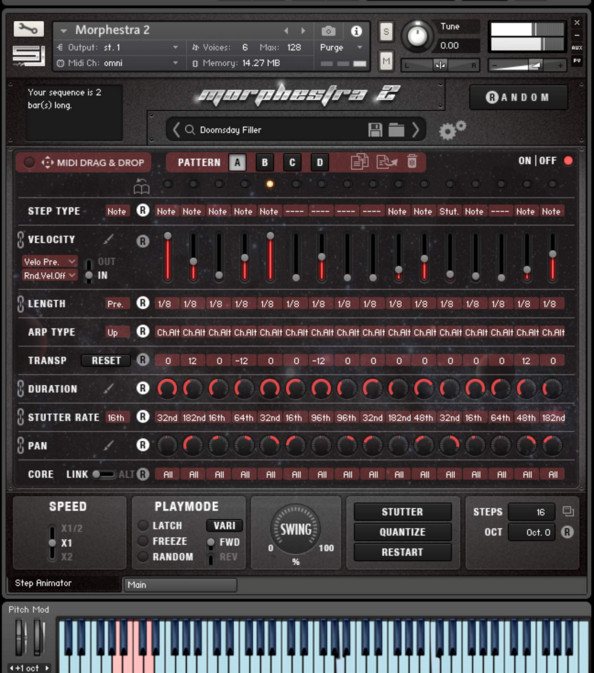 Morphestra 2
Output: st. 1 Voices: 6 Max: 128 Purge
Midi Ch: omni Memory: 14.27 MB
S
M
Tune
0.00
L R
AUX
PV
Your sequence is 2
bar(s) long.
morphestra 2
RANDOM
Doomsday Filler
MIDI DRAG & DROP PATTERN A B C D ON | OFF
STEP TYPE Note R Note Note Note Note Note ---- ---- ---- ---- Note Note Stut. Note ---- Note Note
VELOCITY R
Velo Pre. OUT
Rnd.Vel.Off IN
LENGTH Pre. R 1/8 1/8 1/8 1/8 1/8 1/8 1/8 1/8 1/8 1/8 1/8 1/8 1/8 1/8 1/8 1/8
ARP TYPE Up R Ch.Alt Ch.Alt Ch.Alt Ch.Alt Ch.Alt Ch.Alt Ch.Alt Ch.Alt Ch.Alt Ch.Alt Ch.Alt Ch.Alt Ch.Alt Ch.Alt Ch.Alt Ch.Alt
TRANSP RESET R 0 12 0 -12 0 0 -12 0 0 0 0 0 0 0 12 0
DURATION R
STUTTER RATE 16th R 32nd 182nd 16th 64th 32nd 16th 96th 96th 32nd 182nd 48th 32nd 16th 64th 48th 182nd
PAN R
CORE LINK ALT R All All All All All All All All All All All All All All All All
SPEED
X1/2
X1
X2
PLAYMODE
LATCH VARI
FREEZE FWD
RANDOM REV
SWING
0 100
%
STUTTER
QUANTIZE
RESTART
STEPS 16
OCT Oct. 0 R
Step Animator Main
Pitch Mod
+1 oct